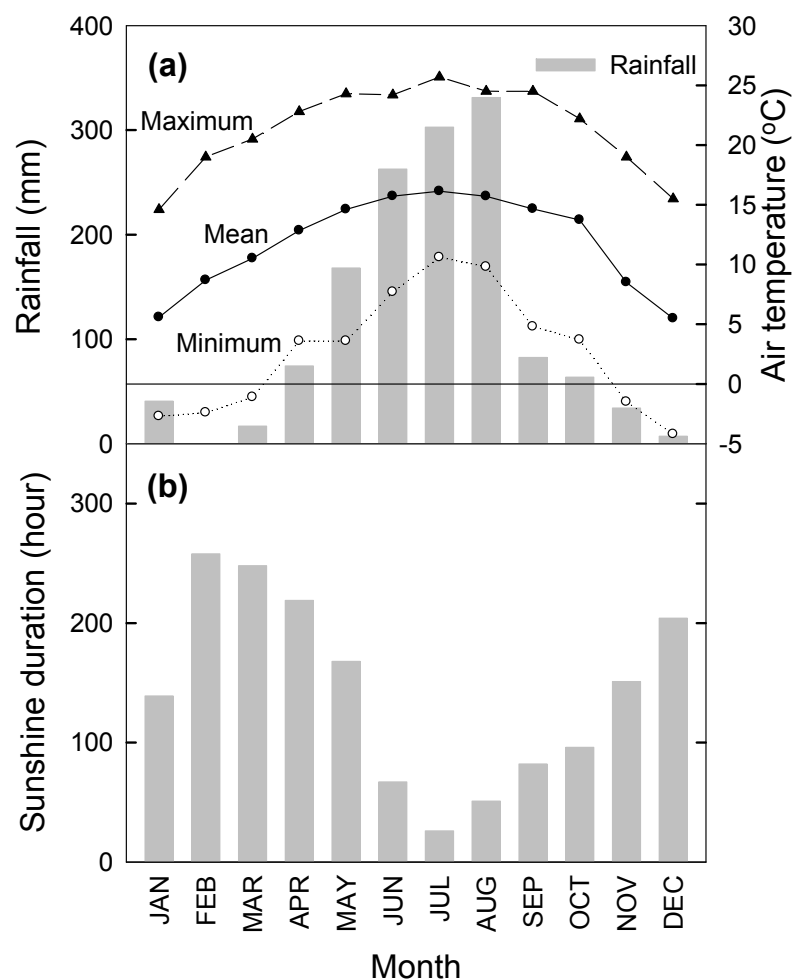 (a)
Rainfall
Maximum
Mean
Minimum
400
300
200
100
0
Rainfall (mm)
30
25
20
15
10
5
0
-5
Air temperature (ºC)
(b)
300
200
100
0
Sunshine duration (hour)
JAN
FEB
MAR
APR
MAY
JUN
JUL
AUG
SEP
OCT
NOV
DEC
Month